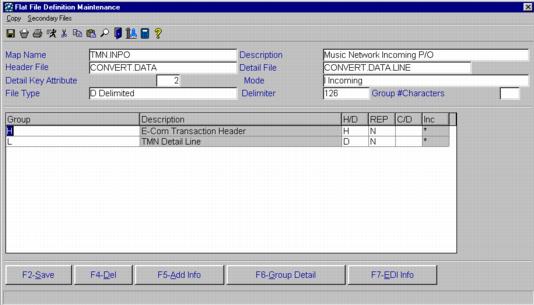 Flat File Definition Maintenance
Copy Secondary Files
Map Name TMN.INPO Description Music Network Incoming P/O
Header File CONVERT.DATA Detail File CONVERT.DATA.LINE
Detail Key Attribute 2 Mode I Incoming
File Type D Delimited Delimiter 126 Group #Characters
Group Description H/D REP C/D Inc
H E-Com Transaction Header H N *
L TMN Detail Line D N *
F2-Save F4-Del F5-Add Info F6-Group Detail F7-EDI Info